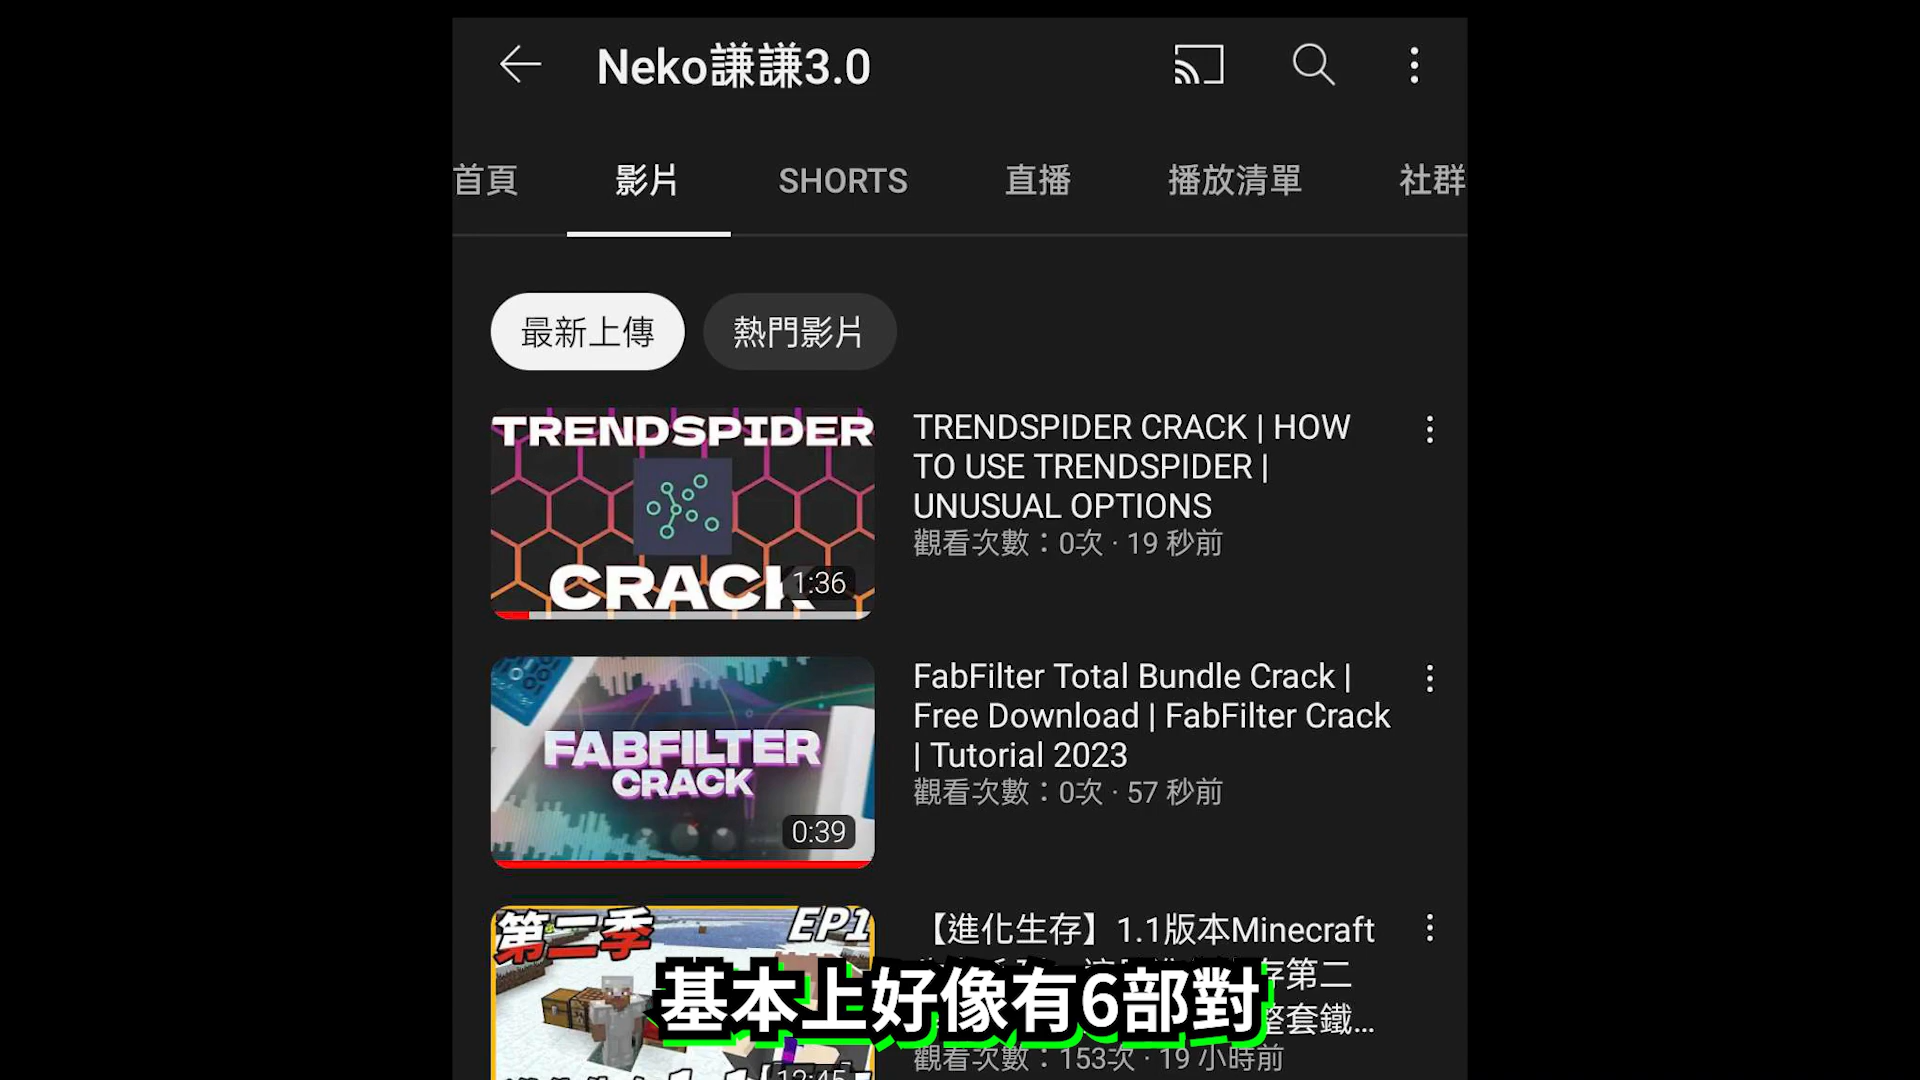 Neko謙謙3.0
首頁
影片
SHORTS
直播
播放清單
社群
最新上傳
熱門影片
TRENDSPIDER
CRACK
1:36
TRENDSPIDER CRACK | HOW
TO USE TRENDSPIDER |
UNUSUAL OPTIONS
觀看次數：0次 · 19 秒前
FABFILTER
CRACK
0:39
FabFilter Total Bundle Crack |
Free Download | FabFilter Crack
| Tutorial 2023
觀看次數：0次 · 57 秒前
第二季
EP1
12:45
【進化生存】1.1版本Minecraft
存第二
整套鐵...
觀看次數：153次 · 19 小時前
基本上好像有6部對